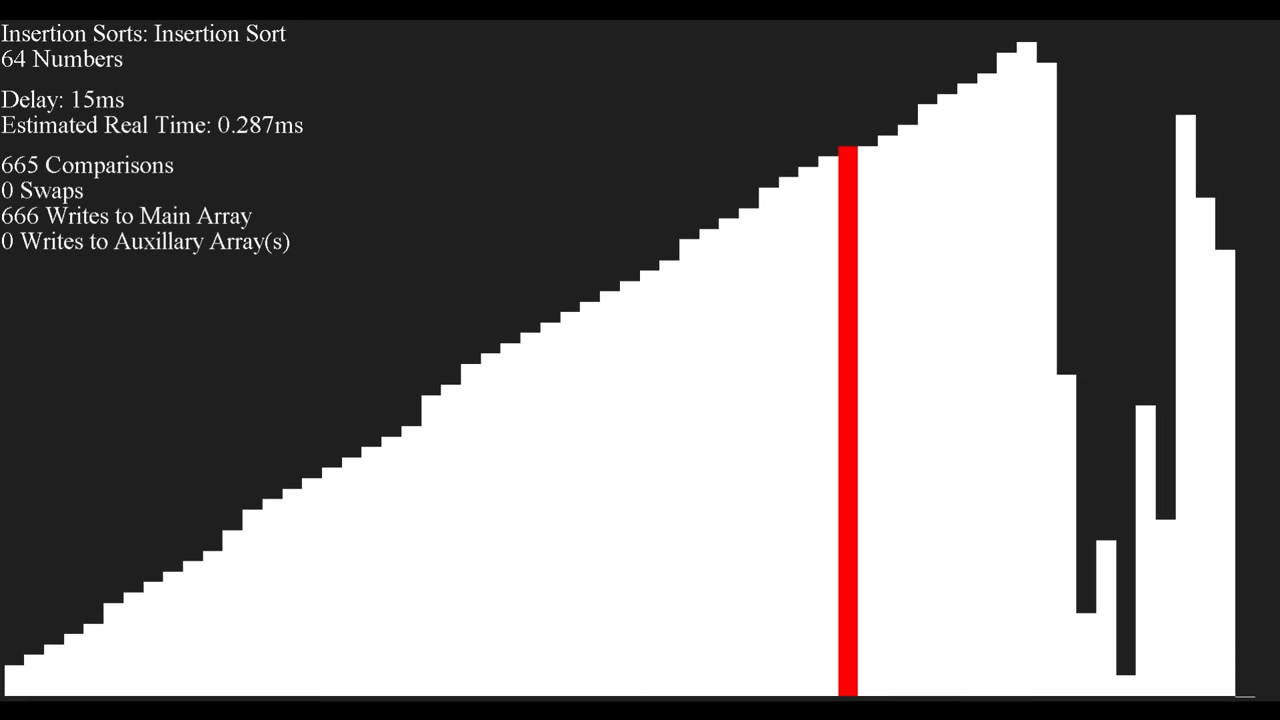 Insertion Sorts: Insertion Sort
64 Numbers
Delay: 15ms
Estimated Real Time: 0.287ms
665 Comparisons
0 Swaps
666 Writes to Main Array
0 Writes to Auxillary Array(s)